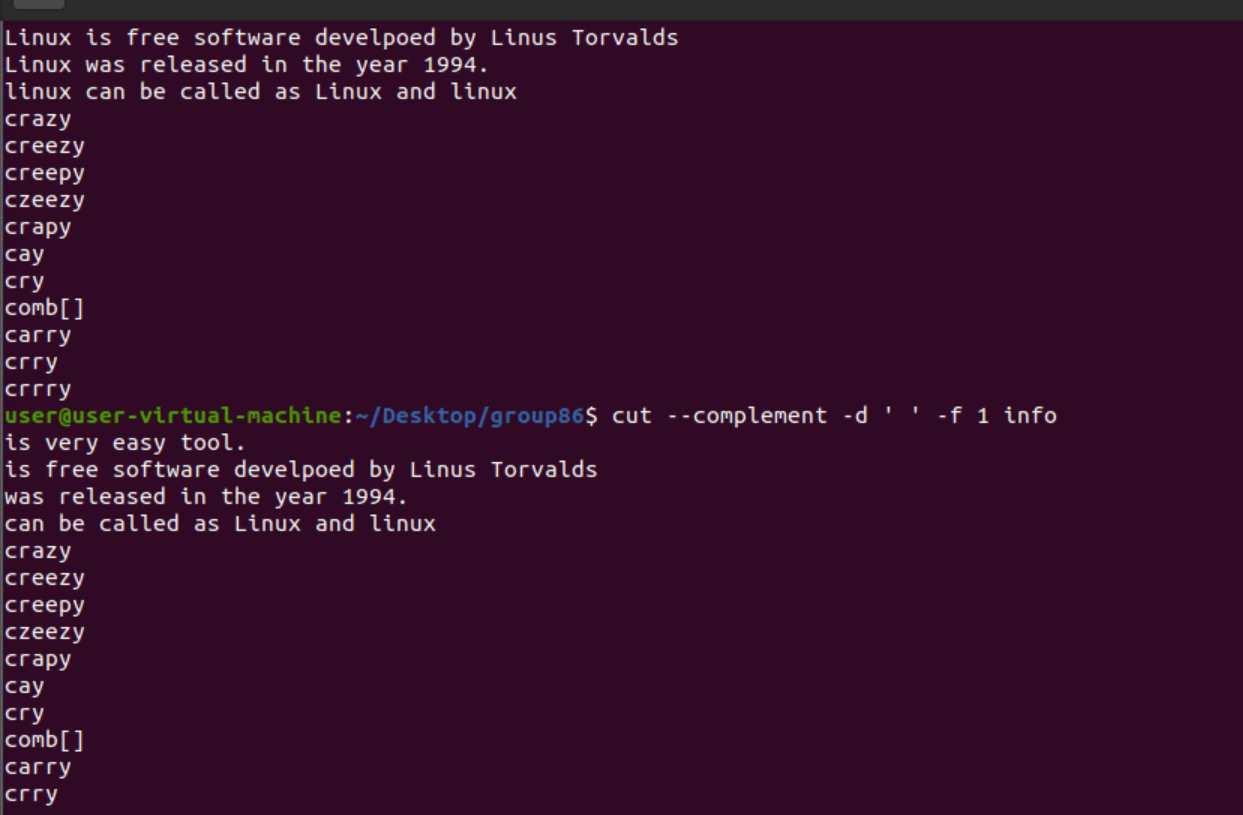 Linux is free software develpoed by Linus Torvalds
Linux was released in the year 1994.
linux can be called as Linux and linux
crazy
creezy
creepy
czeezy
crapy
cay
cry
comb[]
carry
crry
crrry
user@user-virtual-machine:~/Desktop/group86$ cut --complement -d ' ' -f 1 info
is very easy tool.
is free software develpoed by Linus Torvalds
was released in the year 1994.
can be called as Linux and linux
crazy
creezy
creepy
czeezy
crapy
cay
cry
comb[]
carry
crry